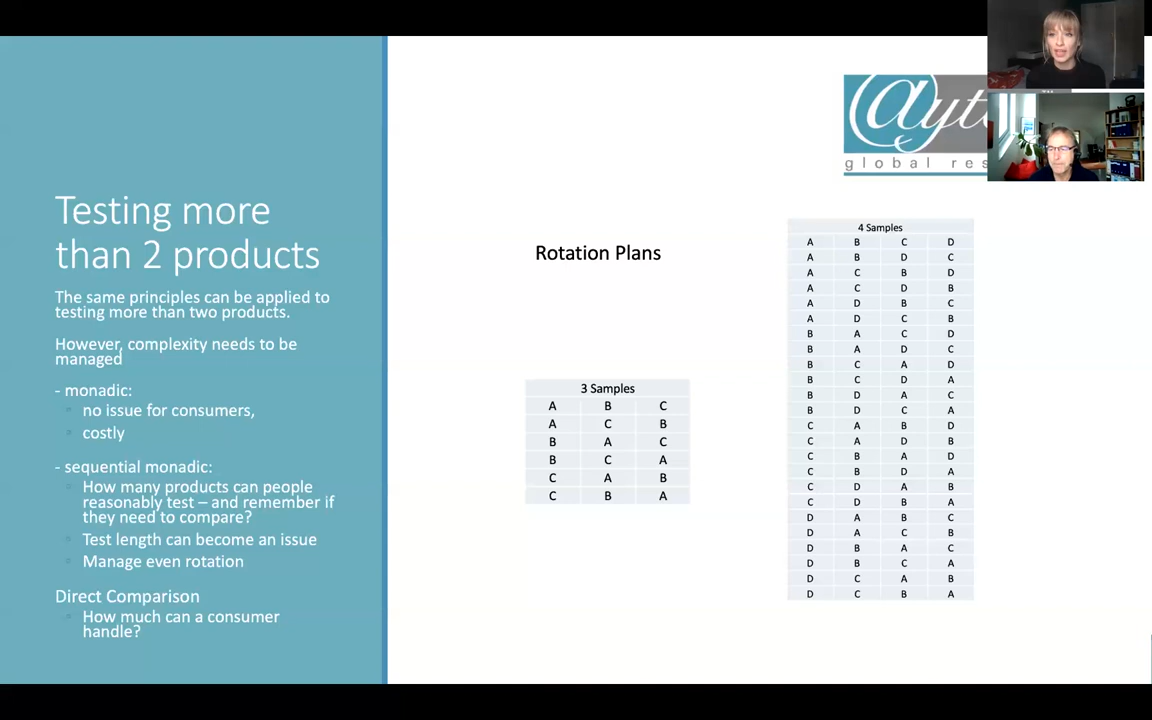 Testing more
than 2 products
The same principles can be applied to
testing more than two products.
However, complexity needs to be
managed
- monadic:
no issue for consumers,
costly
- sequential monadic:
How many products can people
reasonably test – and remember if
they need to compare?
Test length can become an issue
Manage even rotation
Direct Comparison
How much can a consumer
handle?
global res
Rotation Plans
3 Samples
A B C
A C B
B A C
B C A
C A B
C B A
4 Samples
A B C D
A B D C
A C B D
A C D B
A D B C
A D C B
B A C D
B A D C
B C A D
B C D A
B D A C
B D C A
C A B D
C A D B
C B A D
C B D A
C D A B
C D B A
D A B C
D A C B
D B A C
D B C A
D C A B
D C B A